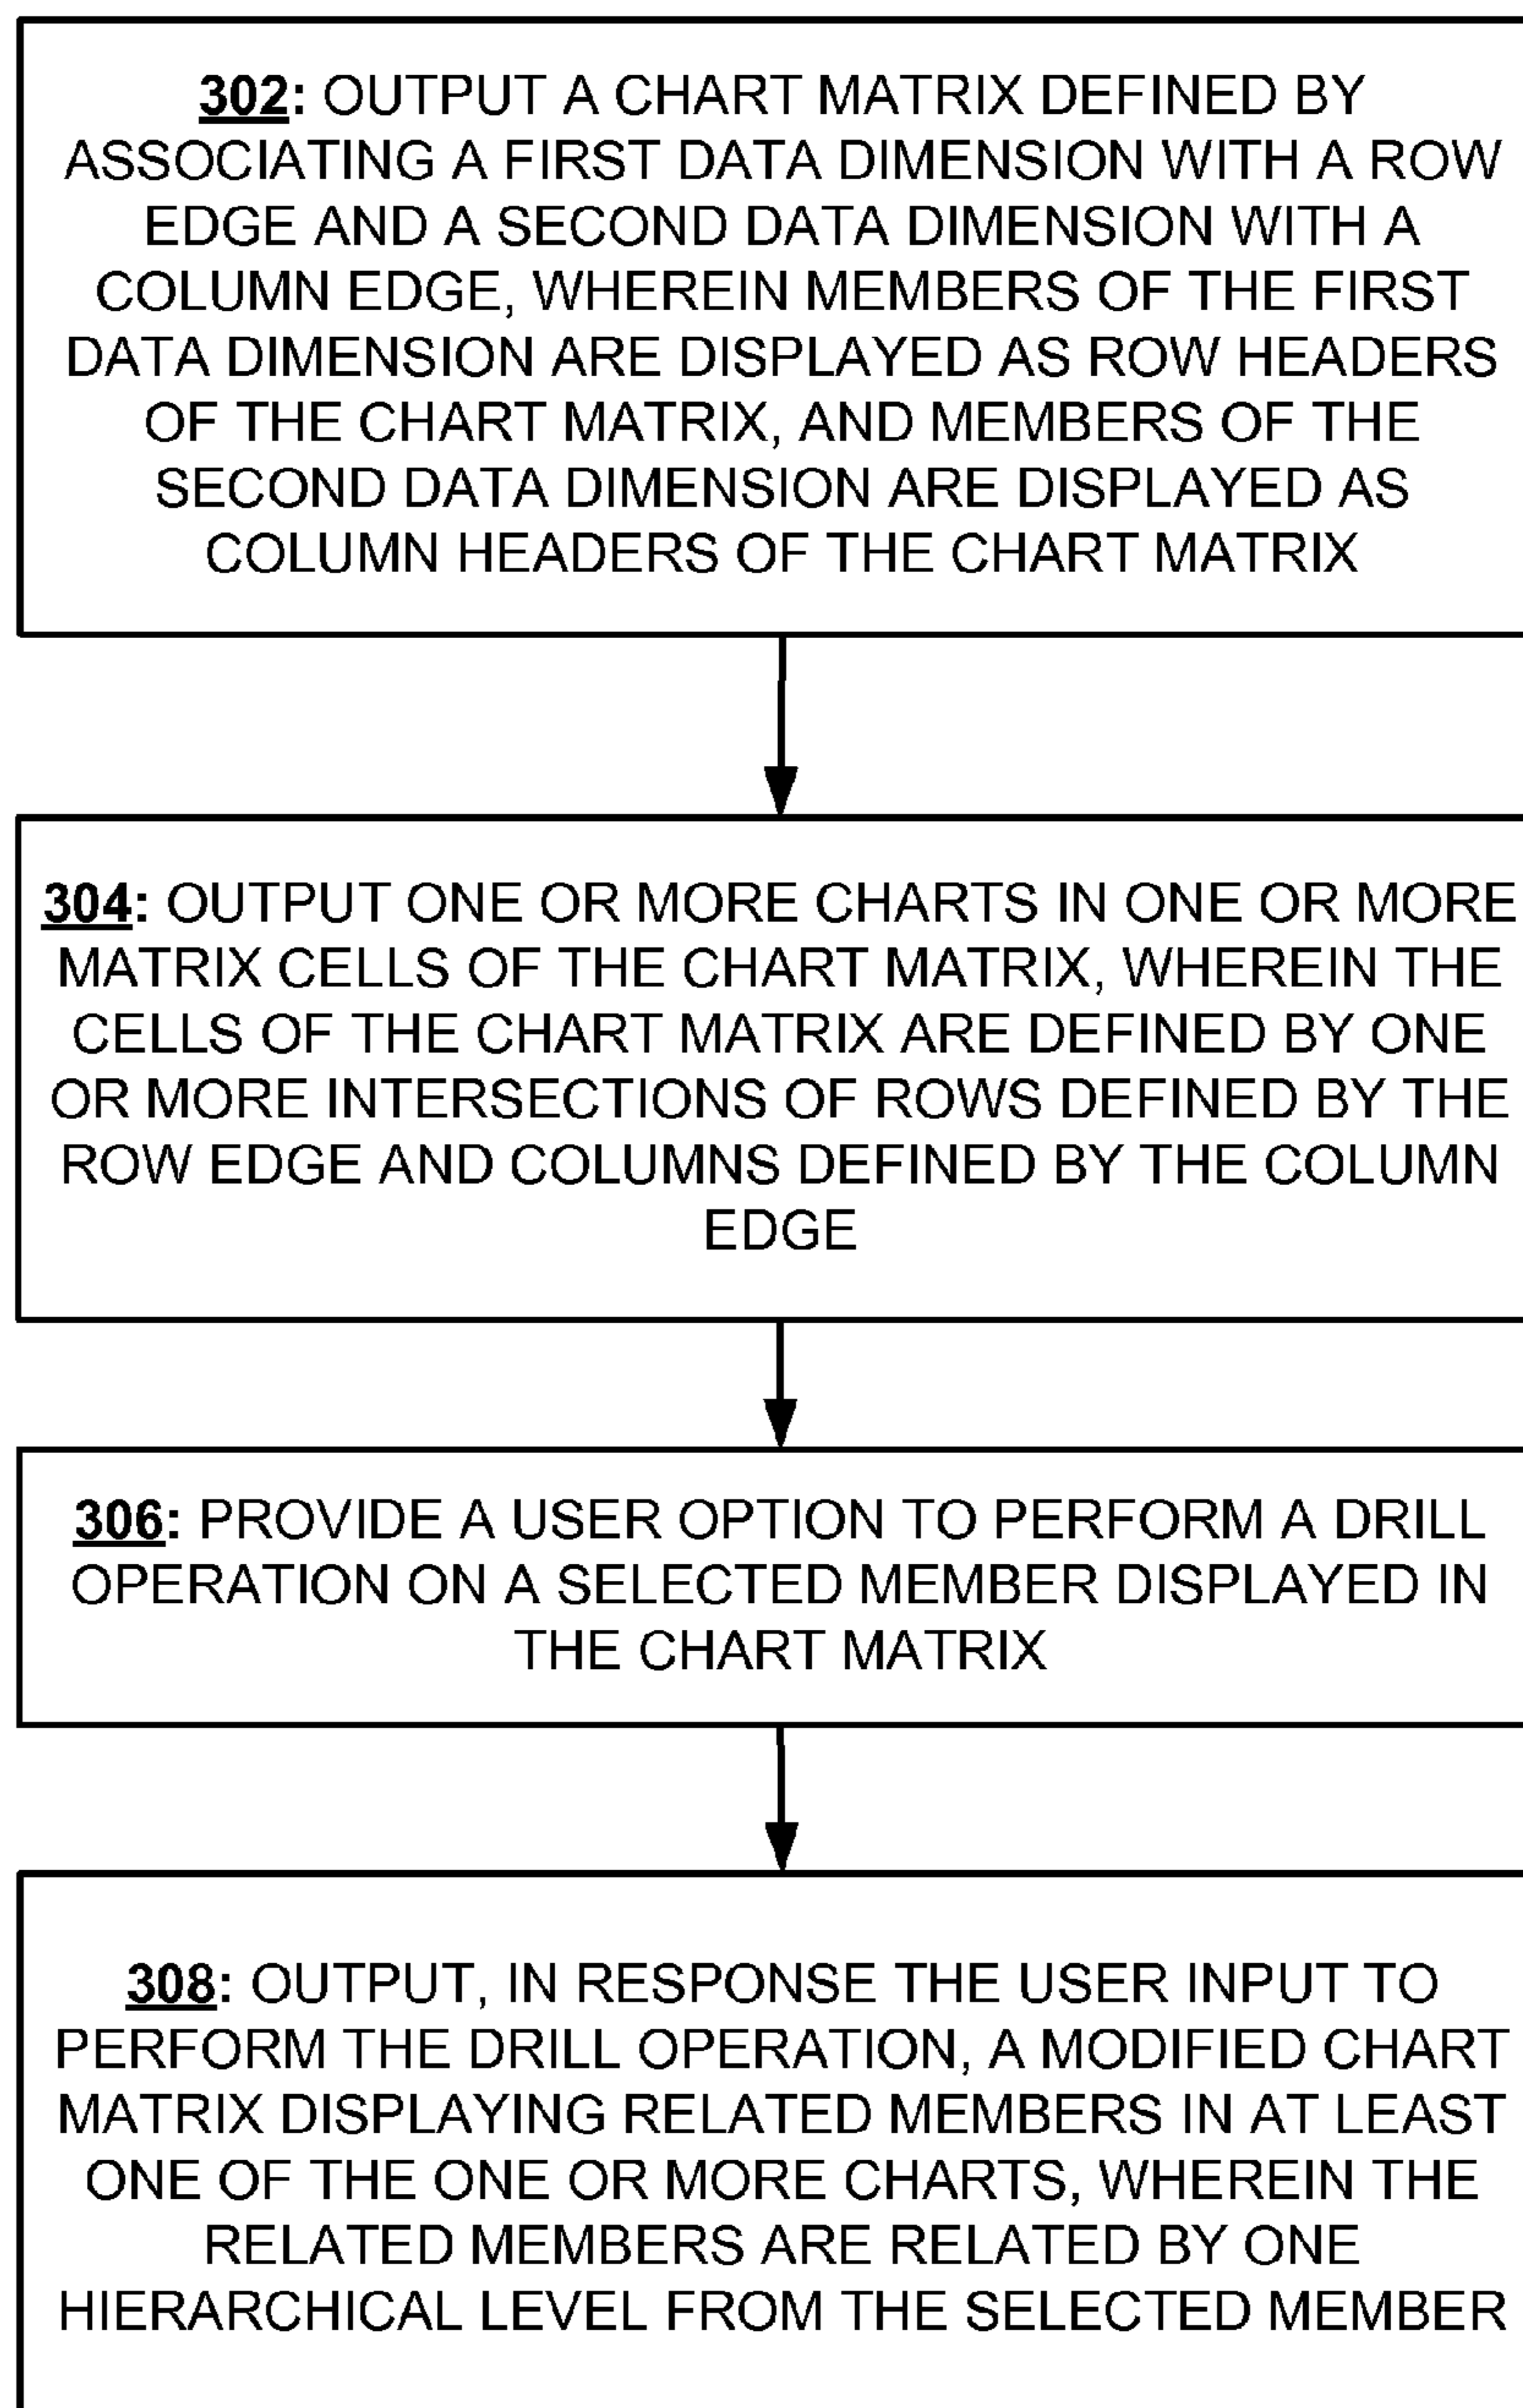 302: OUTPUT A CHART MATRIX DEFINED BY
ASSOCIATING A FIRST DATA DIMENSION WITH A ROW
EDGE AND A SECOND DATA DIMENSION WITH A
COLUMN EDGE, WHEREIN MEMBERS OF THE FIRST
DATA DIMENSION ARE DISPLAYED AS ROW HEADERS
OF THE CHART MATRIX, AND MEMBERS OF THE
SECOND DATA DIMENSION ARE DISPLAYED AS
COLUMN HEADERS OF THE CHART MATRIX
304: OUTPUT ONE OR MORE CHARTS IN ONE OR MORE
MATRIX CELLS OF THE CHART MATRIX, WHEREIN THE
CELLS OF THE CHART MATRIX ARE DEFINED BY ONE
OR MORE INTERSECTIONS OF ROWS DEFINED BY THE
ROW EDGE AND COLUMNS DEFINED BY THE COLUMN
EDGE
306: PROVIDE A USER OPTION TO PERFORM A DRILL
OPERATION ON A SELECTED MEMBER DISPLAYED IN
THE CHART MATRIX
308: OUTPUT, IN RESPONSE THE USER INPUT TO
PERFORM THE DRILL OPERATION, A MODIFIED CHART
MATRIX DISPLAYING RELATED MEMBERS IN AT LEAST
ONE OF THE ONE OR MORE CHARTS, WHEREIN THE
RELATED MEMBERS ARE RELATED BY ONE
HIERARCHICAL LEVEL FROM THE SELECTED MEMBER